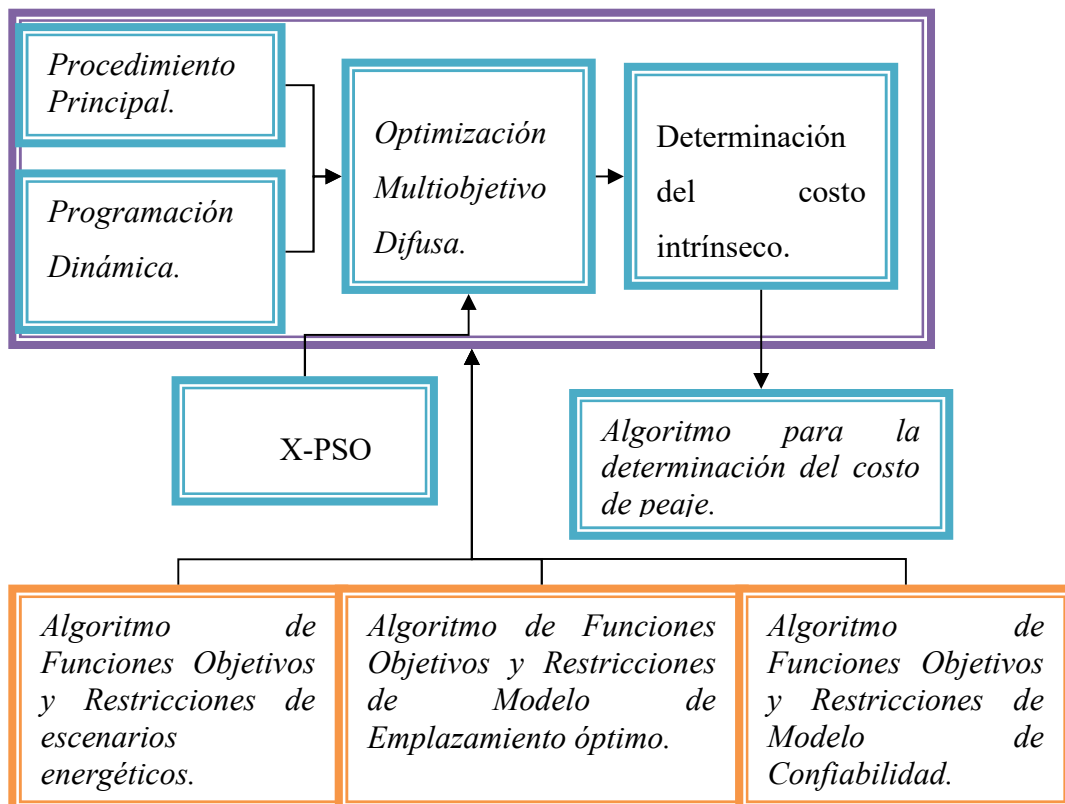 Procedimiento
Principal.
Programación
Dinámica.
Optimización
Multiobjetivo
Difusa.
Determinación
del costo
intrínseco.
X-PSO
Algoritmo para la
determinación del costo
de peaje.
Algoritmo de
Funciones Objetivos
y Restricciones de
escenarios
energéticos.
Algoritmo de Funciones
Objetivos y Restricciones
de Modelo de
Emplazamiento óptimo.
Algoritmo de
Funciones Objetivos
y Restricciones de
Modelo de
Confiabilidad.